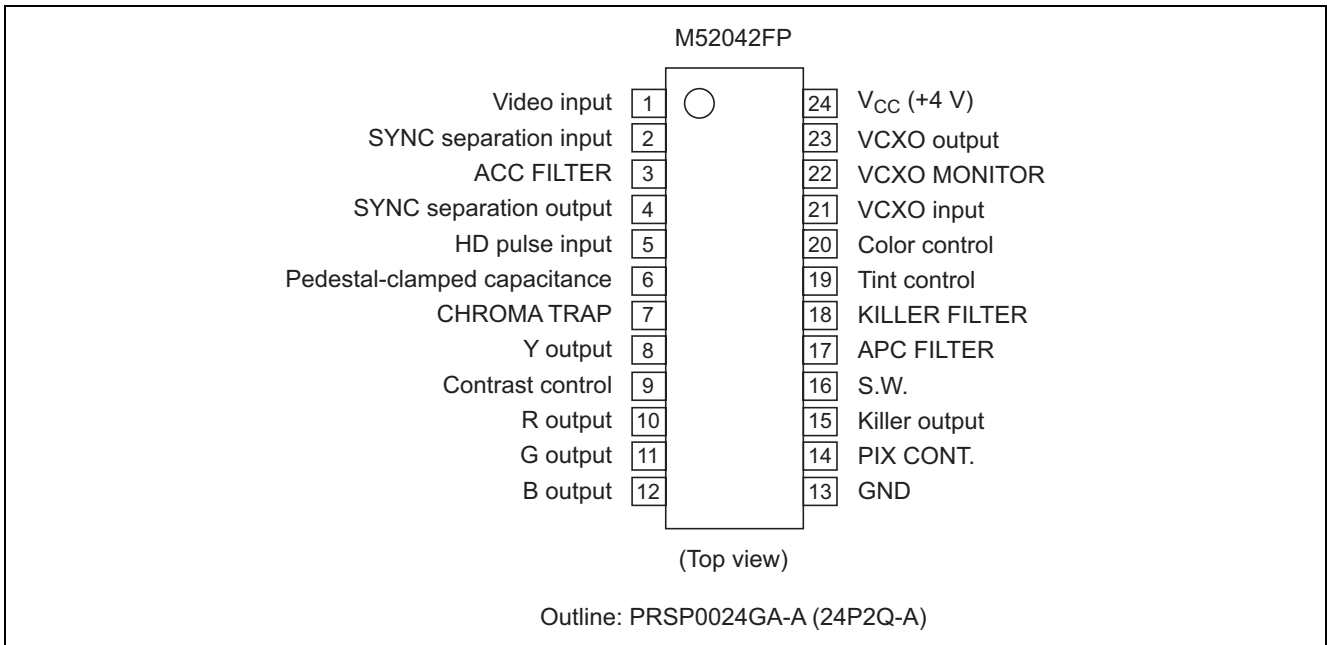 M52042FP
Video input 1 24 VCC (+4 V)
SYNC separation input 2 23 VCXO output
ACC FILTER 3 22 VCXO MONITOR
SYNC separation output 4 21 VCXO input
HD pulse input 5 20 Color control
Pedestal-clamped capacitance 6 19 Tint control
CHROMA TRAP 7 18 KILLER FILTER
Y output 8 17 APC FILTER
Contrast control 9 16 S.W.
R output 10 15 Killer output
G output 11 14 PIX CONT.
B output 12 13 GND
(Top view)
Outline: PRSP0024GA-A (24P2Q-A)